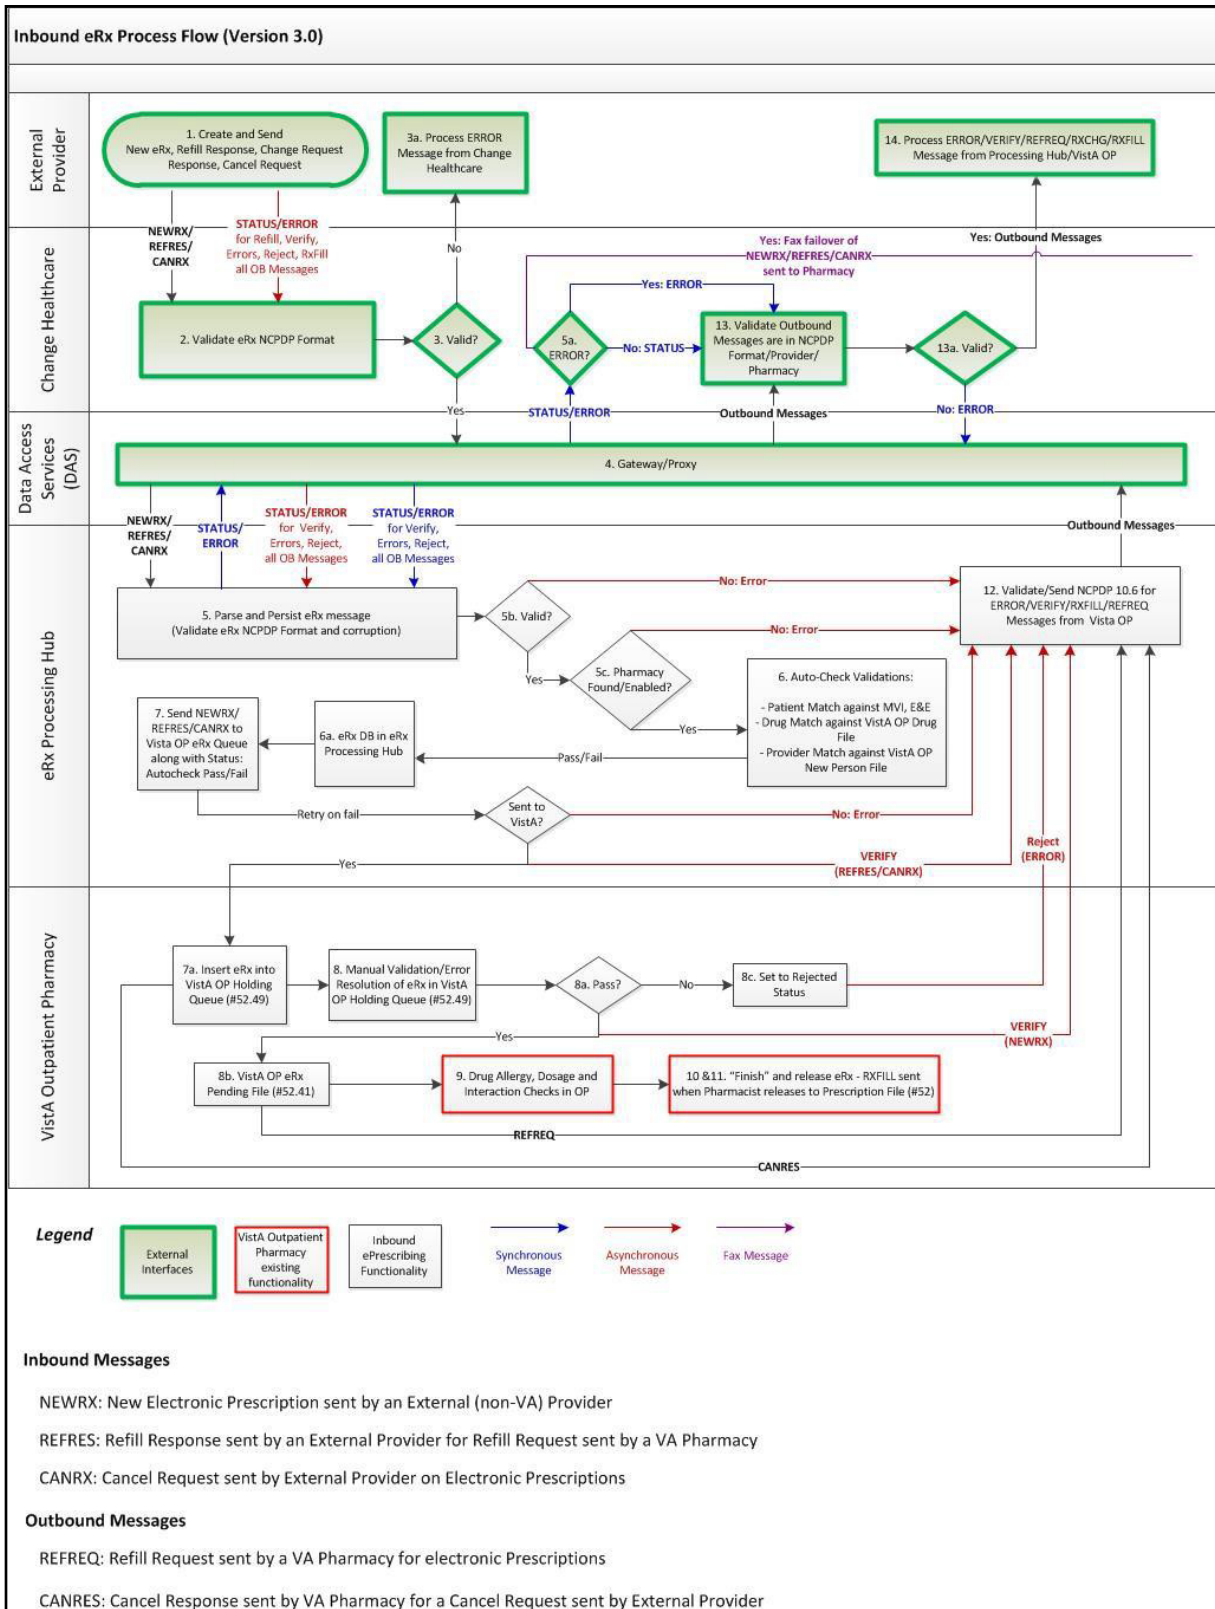 Inbound eRx Process Flow (Version 3.0)
External
Provider
1. Create and Send
New eRx, Refill Response, Change Request
Response, Cancel Request
3a. Process ERROR
Message from Change
Healthcare
14. Process ERROR/VERIFY/REFREQ/RXCHG/RXFILL
Message from Processing Hub/VistA OP
NEWRX/
REFRES/
CANRX
STATUS/ERROR
for Refill, Verify,
Errors, Reject, RxFill
all OB Messages
No
Yes: Fax failover of
NEWRX/REFRES/CANRX
sent to Pharmacy
Yes: Outbound Messages
Change Healthcare
2. Validate eRx NCPDP Format
3. Valid?
Yes: ERROR
5a.
ERROR?
No: STATUS
13. Validate Outbound
Messages are in NCPDP
Format/Provider/
Pharmacy
13a. Valid?
Yes
STATUS/ERROR
Outbound Messages
No: ERROR
Data Access
Services
(DAS)
4. Gateway/Proxy
NEWRX/
REFRES/
CANRX
STATUS/
ERROR
STATUS/ERROR
for Verify,
Errors, Reject,
all OB Messages
STATUS/ERROR
for Verify,
Errors, Reject,
all OB Messages
Outbound Messages
eRx Processing Hub
5. Parse and Persist eRx message
(Validate eRx NCPDP Format and corruption)
5b. Valid?
No: Error
12. Validate/Send NCPDP 10.6 for
ERROR/VERIFY/RXFILL/REFREQ
Messages from Vista OP
Yes
5c. Pharmacy
Found/Enabled?
No: Error
Yes
6. Auto-Check Validations:
- Patient Match against MVI, E&E
- Drug Match against VistA OP Drug
File
- Provider Match against VistA OP
New Person File
7. Send NEWRX/
REFRES/CANRX to
Vista OP eRx Queue
along with Status:
Autocheck Pass/Fail
6a. eRx DB in eRx
Processing Hub
Pass/Fail
Retry on fail
Sent to
VistA?
No: Error
Yes
VERIFY
(REFRES/CANRX)
Reject
(ERROR)
VistA Outpatient Pharmacy
7a. Insert eRx into
VistA OP Holding
Queue (#52.49)
8. Manual Validation/Error
Resolution of eRx in VistA
OP Holding Queue (#52.49)
8a. Pass?
No
8c. Set to Rejected
Status
Yes
VERIFY
(NEWRX)
8b. VistA OP eRx
Pending File (#52.41)
9. Drug Allergy, Dosage and
Interaction Checks in OP
10 &11. "Finish" and release eRx - RXFILL sent
when Pharmacist releases to Prescription File (#52)
REFREQ
CANRES
Legend
External
Interfaces
VistA Outpatient
Pharmacy
existing
functionality
Inbound
ePrescribing
Functionality
Synchronous
Message
Asynchronous
Message
Fax Message
Inbound Messages
NEWRX: New Electronic Prescription sent by an External (non-VA) Provider
REFRES: Refill Response sent by an External Provider for Refill Request sent by a VA Pharmacy
CANRX: Cancel Request sent by External Provider on Electronic Prescriptions
Outbound Messages
REFREQ: Refill Request sent by a VA Pharmacy for electronic Prescriptions
CANRES: Cancel Response sent by VA Pharmacy for a Cancel Request sent by External Provider